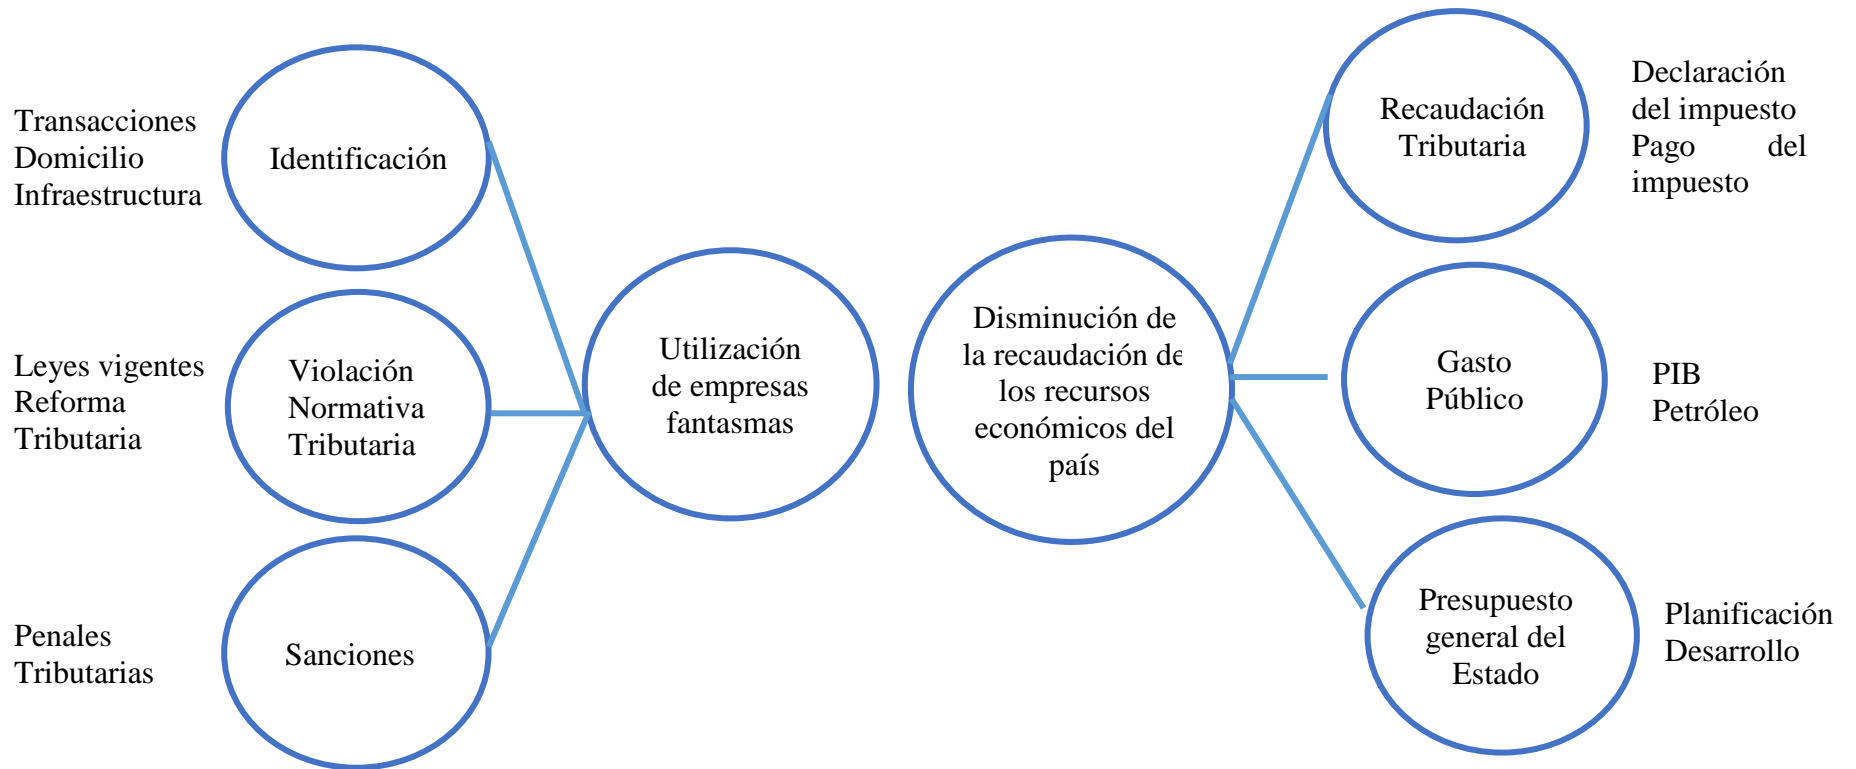 Transacciones
Domicilio
Infraestructura
Identificación
Leyes vigentes
Reforma
Tributaria
Violación
Normativa
Tributaria
Penales
Tributarias
Sanciones
Utilización
de empresas
fantasmas
Disminución de
la recaudación de
los recursos
económicos del
país
Recaudación
Tributaria
Declaración
del impuesto
Pago del
impuesto
Gasto
Público
PIB
Petróleo
Presupuesto
general del
Estado
Planificación
Desarrollo